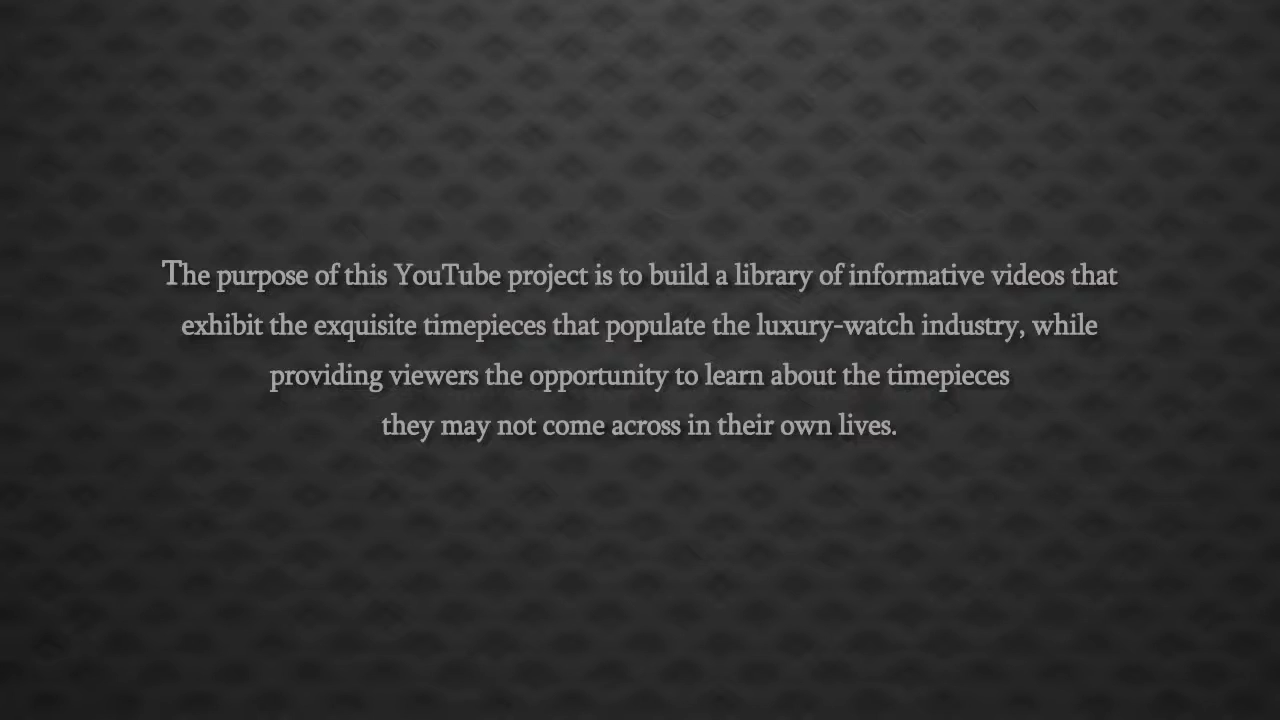 The purpose of this YouTube project is to build a library of informative videos that
exhibit the exquisite timepieces that populate the luxury-watch industry, while
providing viewers the opportunity to learn about the timepieces
they may not come across in their own lives.